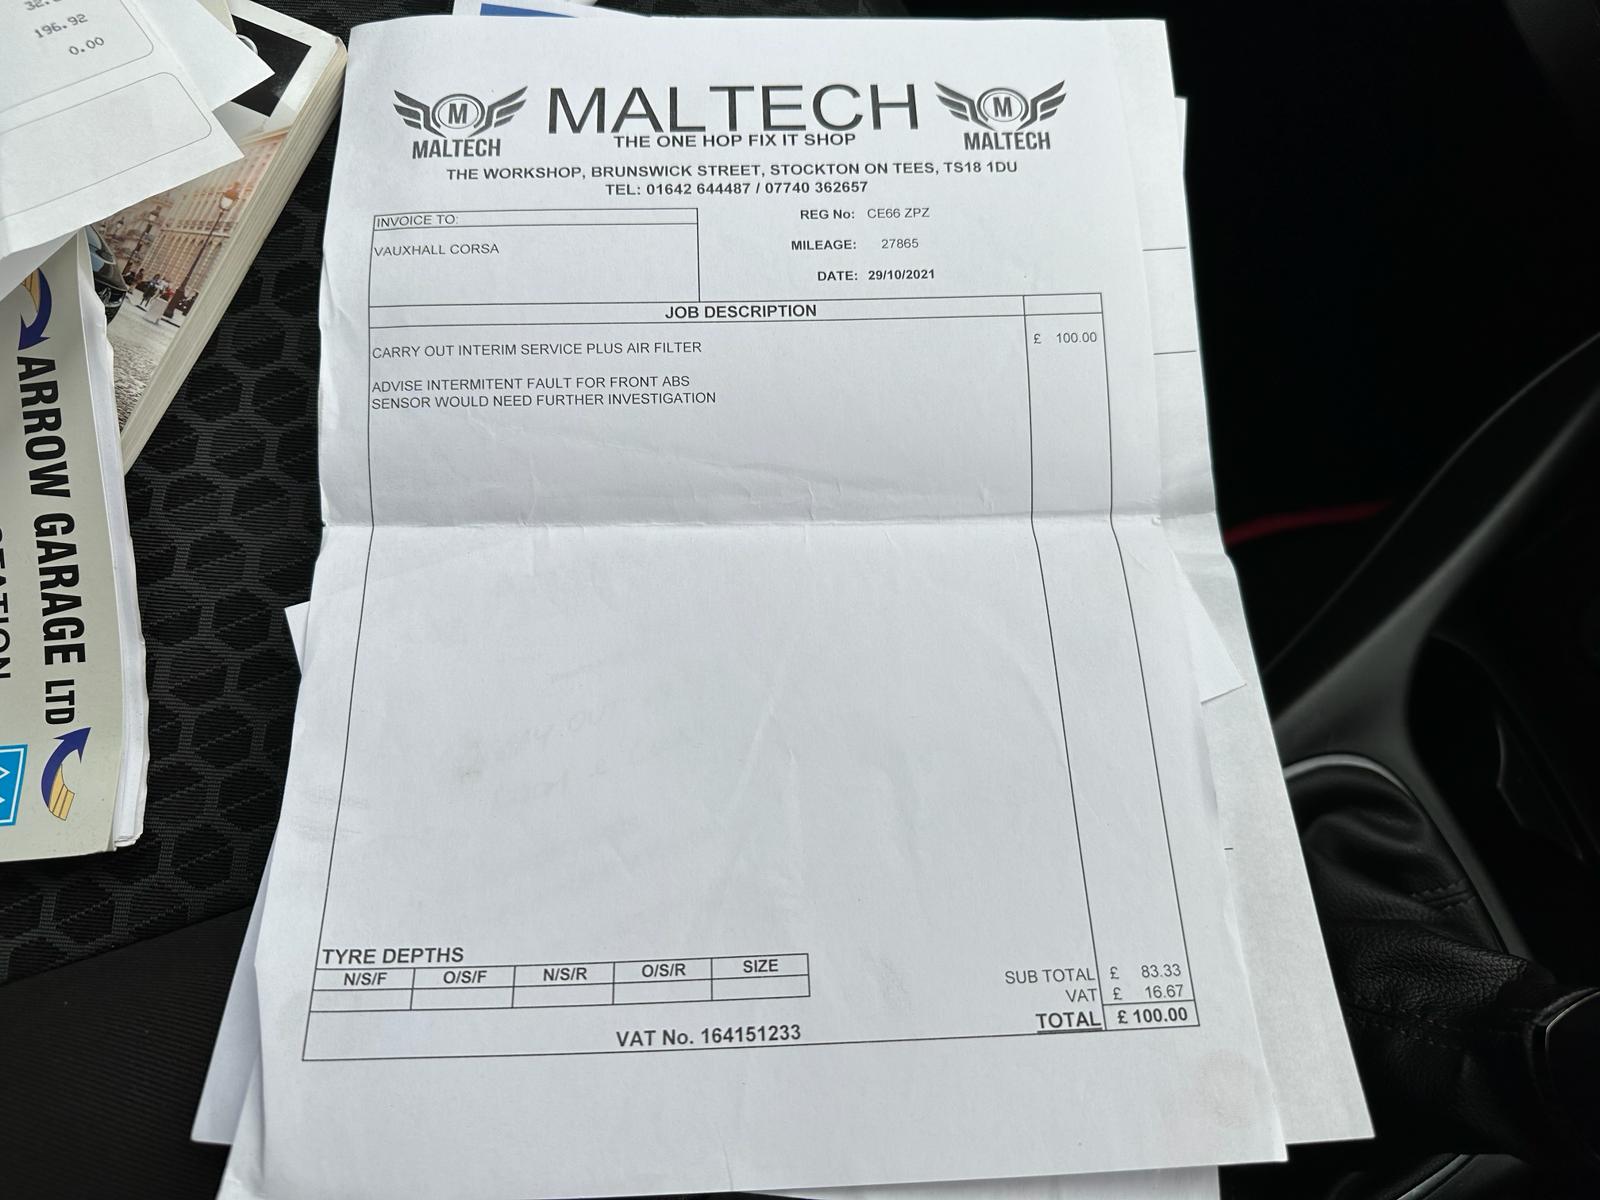 196.92
0.00
ARROW GARAGE LTD
M
MALTECH
MALTECH
THE ONE HOP FIX IT SHOP
M
MALTECH
THE WORKSHOP, BRUNSWICK STREET, STOCKTON ON TEES, TS18 1DU
TEL: 01642 644487 / 07740 362657
INVOICE TO:
VAUXHALL CORSA
REG No: CE66 ZPZ
MILEAGE: 27865
DATE: 29/10/2021
JOB DESCRIPTION
CARRY OUT INTERIM SERVICE PLUS AIR FILTER £ 100.00
ADVISE INTERMITENT FAULT FOR FRONT ABS
SENSOR WOULD NEED FURTHER INVESTIGATION
TYRE DEPTHS
N/S/F O/S/F N/S/R O/S/R SIZE
SUB TOTAL £ 83.33
VAT £ 16.67
TOTAL £ 100.00
VAT No. 164151233